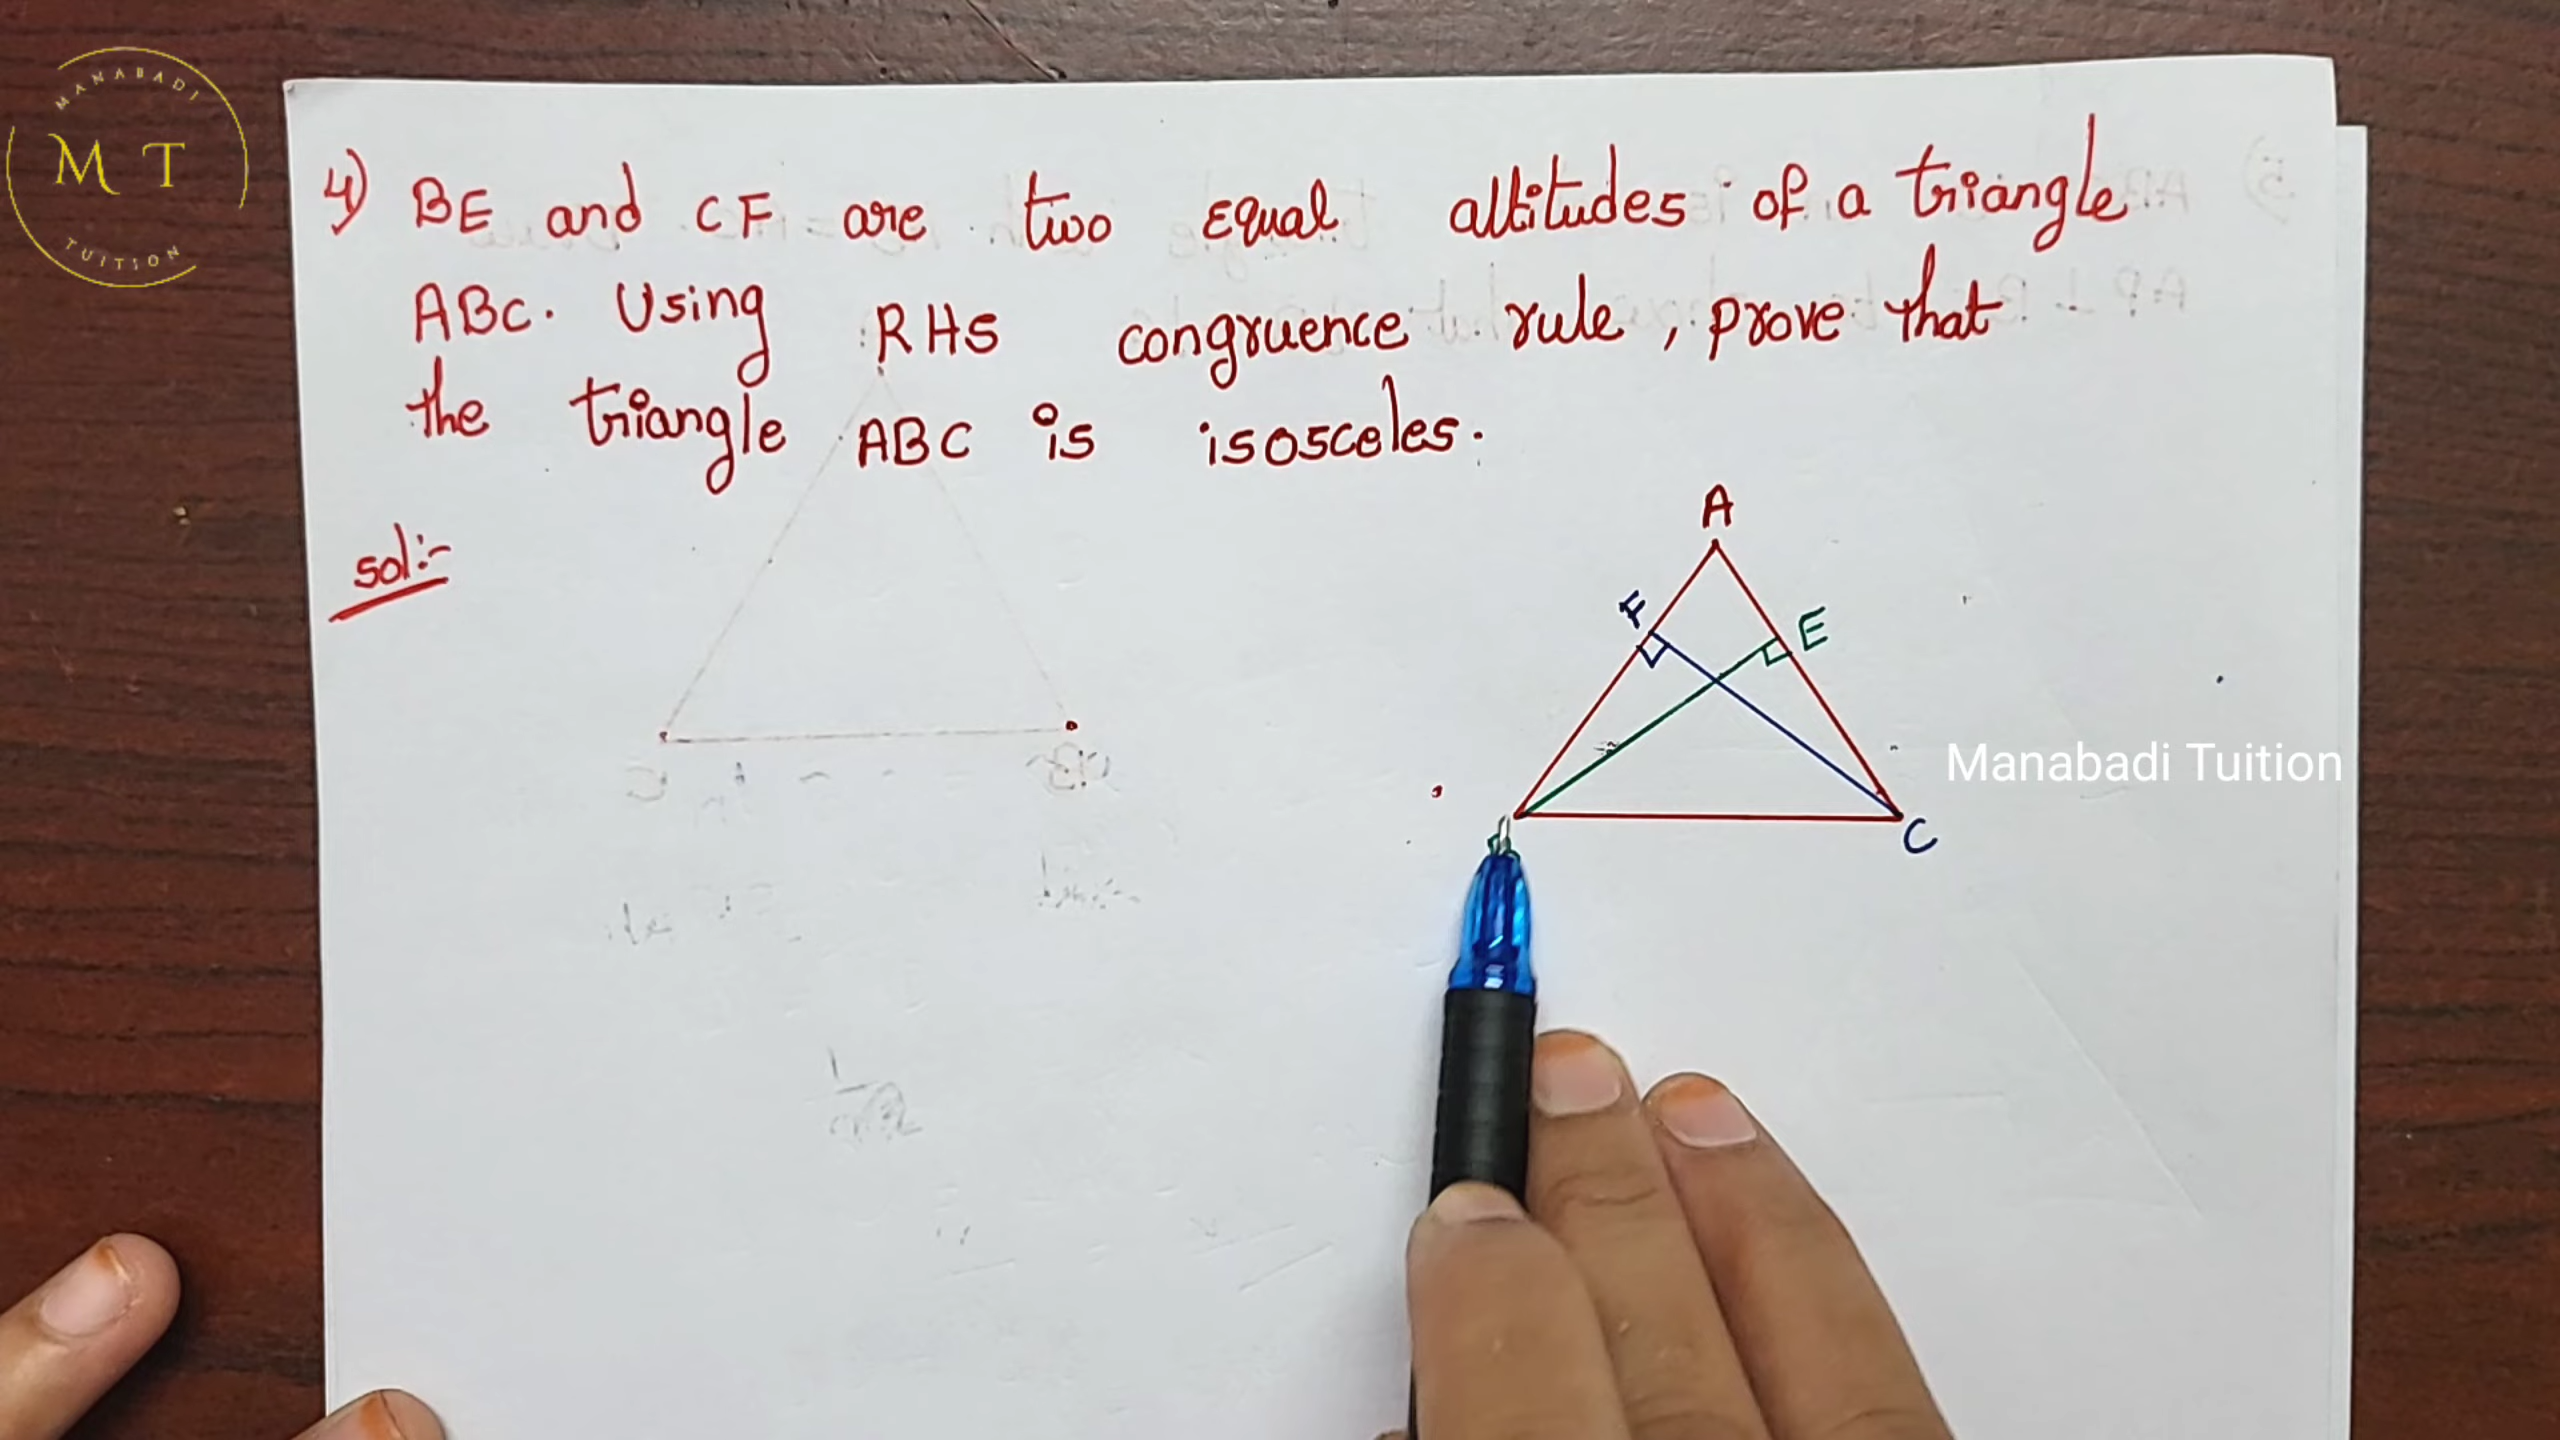 MANABADI
MT
TUITION
4) BE and CF are two Equal altitudes of a triangle
ABC. Using RHS congruence rule, prove that
the triangle ABC is isosceles.
sol:-
A
F
E
C
Manabadi Tuition